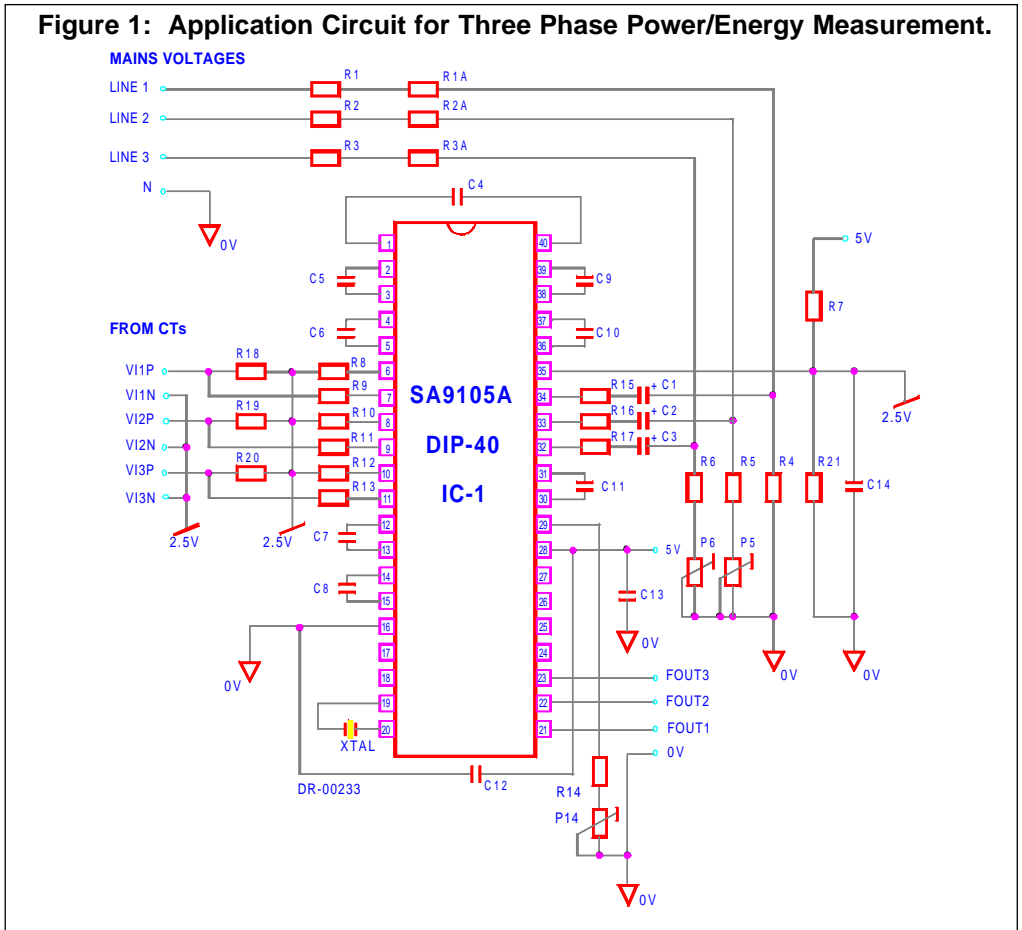 Figure 1: Application Circuit for Three Phase Power/Energy Measurement.
MAINS VOLTAGES
LINE 1
R1
R1A
LINE 2
R2
R2A
LINE 3
R3
R3A
N
0V
C4
1
40
2
39
C5
C9
3
38
4
37
C6
C10
5
36
5V
R7
FROM CTs
VI1P
R18
R8
6
35
2.5V
VI1N
R9
7
SA9105A
34
R15
+ C1
VI2P
R19
R10
8
DIP-40
33
R16
+ C2
VI2N
R11
9
32
R17
+ C3
VI3P
R20
R12
10
IC-1
31
C11
R6
R5
R4
R21
C14
VI3N
R13
11
30
2.5V
2.5V
C7
12
29
13
28
5V
P6
P5
C8
14
27
C13
15
26
16
25
0V
0V
0V
0V
17
24
18
23
FOUT3
19
22
FOUT2
20
21
FOUT1
XTAL
0V
DR-00233
C12
R14
P14
0V